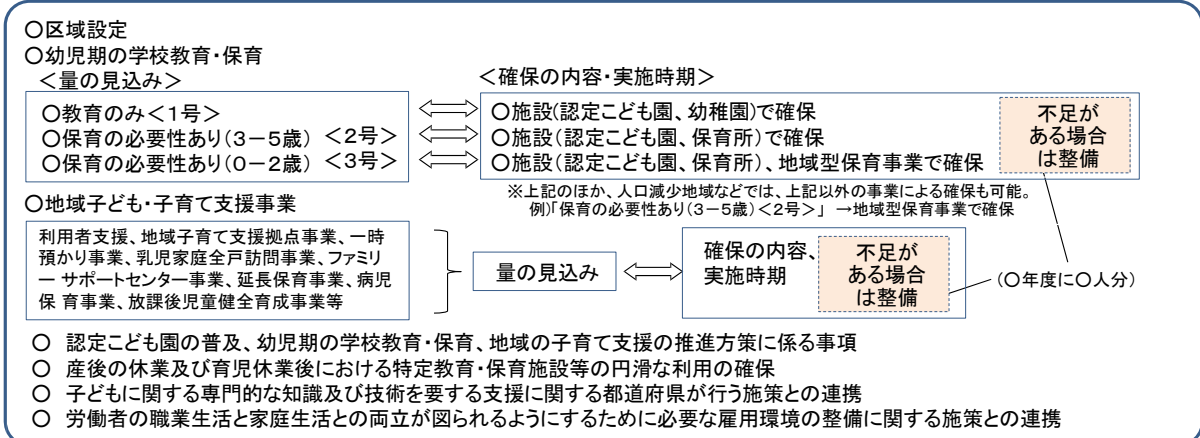 〇区域設定
〇幼児期の学校教育・保育
＜量の見込み＞
〇教育のみ＜1号＞
〇保育の必要性あり(3－5歳) ＜2号＞
〇保育の必要性あり(0－2歳) ＜3号＞
＜確保の内容・実施時期＞
〇施設(認定こども園、幼稚園)で確保
〇施設(認定こども園、保育所)で確保
〇施設(認定こども園、保育所)、地域型保育事業で確保
不足が
ある場合
は整備
※上記のほか、人口減少地域などでは、上記以外の事業による確保も可能。
例)「保育の必要性あり(3－5歳)＜2号＞」 →地域型保育事業で確保
〇地域子ども・子育て支援事業
利用者支援、地域子育て支援拠点事業、一時
預かり事業、乳児家庭全戸訪問事業、ファミリ
ー サポートセンター事業、延長保育事業、病児
保 育事業、放課後児童健全育成事業等
量の見込み
確保の内容、
実施時期
不足が
ある場合
は整備
(〇年度に〇人分)
〇 認定こども園の普及、幼児期の学校教育・保育、地域の子育て支援の推進方策に係る事項
〇 産後の休業及び育児休業後における特定教育・保育施設等の円滑な利用の確保
〇 子どもに関する専門的な知識及び技術を要する支援に関する都道府県が行う施策との連携
〇 労働者の職業生活と家庭生活との両立が図られるようにするために必要な雇用環境の整備に関する施策との連携